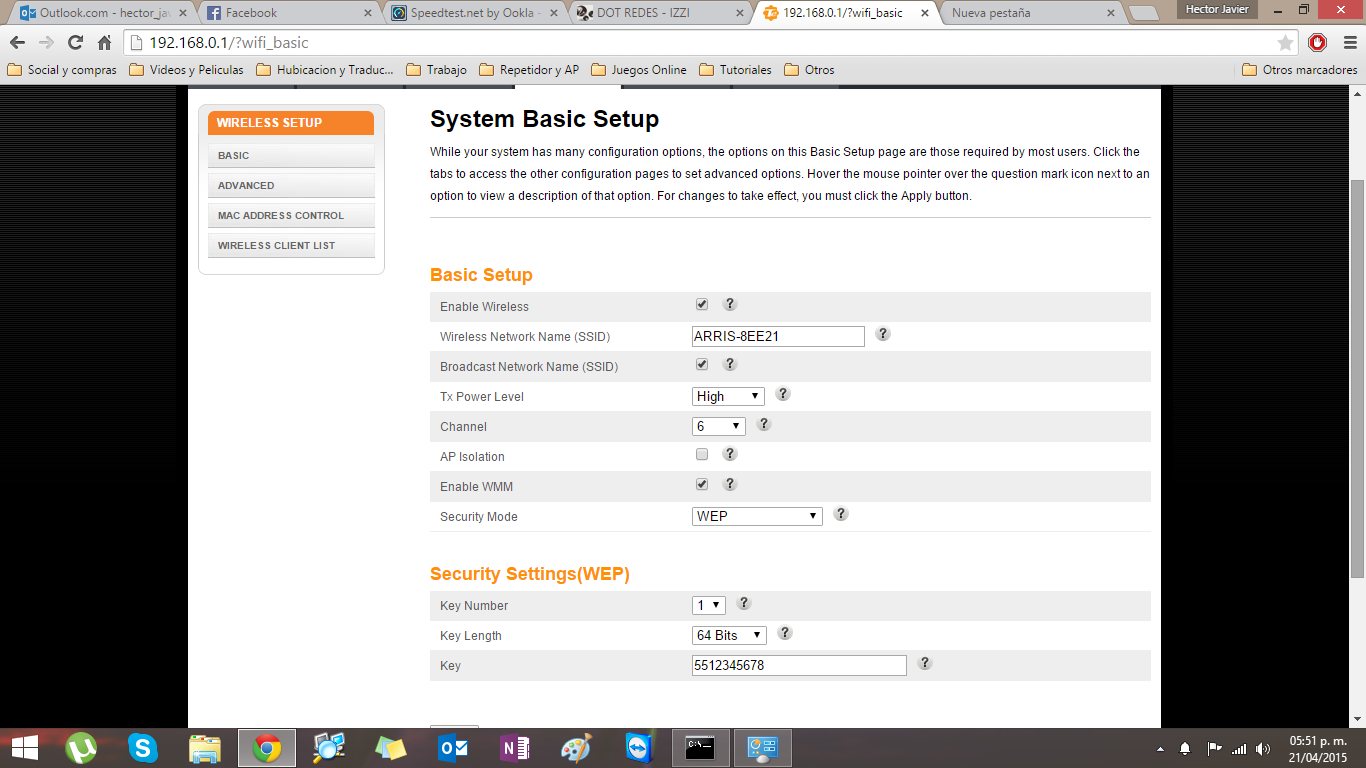 Outlook.com - hector_jav
Facebook
Speedtest.net by Ookla -
DOT REDES - IZZI
192.168.0.1/?wifi_basic
Nueva pestaña
Hector Javier
192.168.0.1/?wifi_basic
Social y compras
Videos y Peliculas
Hubicacion y Traduc...
Trabajo
Repetidor y AP
Juegos Online
Tutoriales
Otros
Otros marcadores
WIRELESS SETUP
BASIC
ADVANCED
MAC ADDRESS CONTROL
WIRELESS CLIENT LIST
System Basic Setup
While your system has many configuration options, the options on this Basic Setup page are those required by most users. Click the
tabs to access the other configuration pages to set advanced options. Hover the mouse pointer over the question mark icon next to an
option to view a description of that option. For changes to take effect, you must click the Apply button.
Basic Setup
Enable Wireless ?
Wireless Network Name (SSID) ARRIS-8EE21 ?
Broadcast Network Name (SSID) ?
Tx Power Level High ?
Channel 6 ?
AP Isolation ?
Enable WMM ?
Security Mode WEP ?
Security Settings(WEP)
Key Number 1 ?
Key Length 64 Bits ?
Key 5512345678 ?
05:51 p. m.
21/04/2015